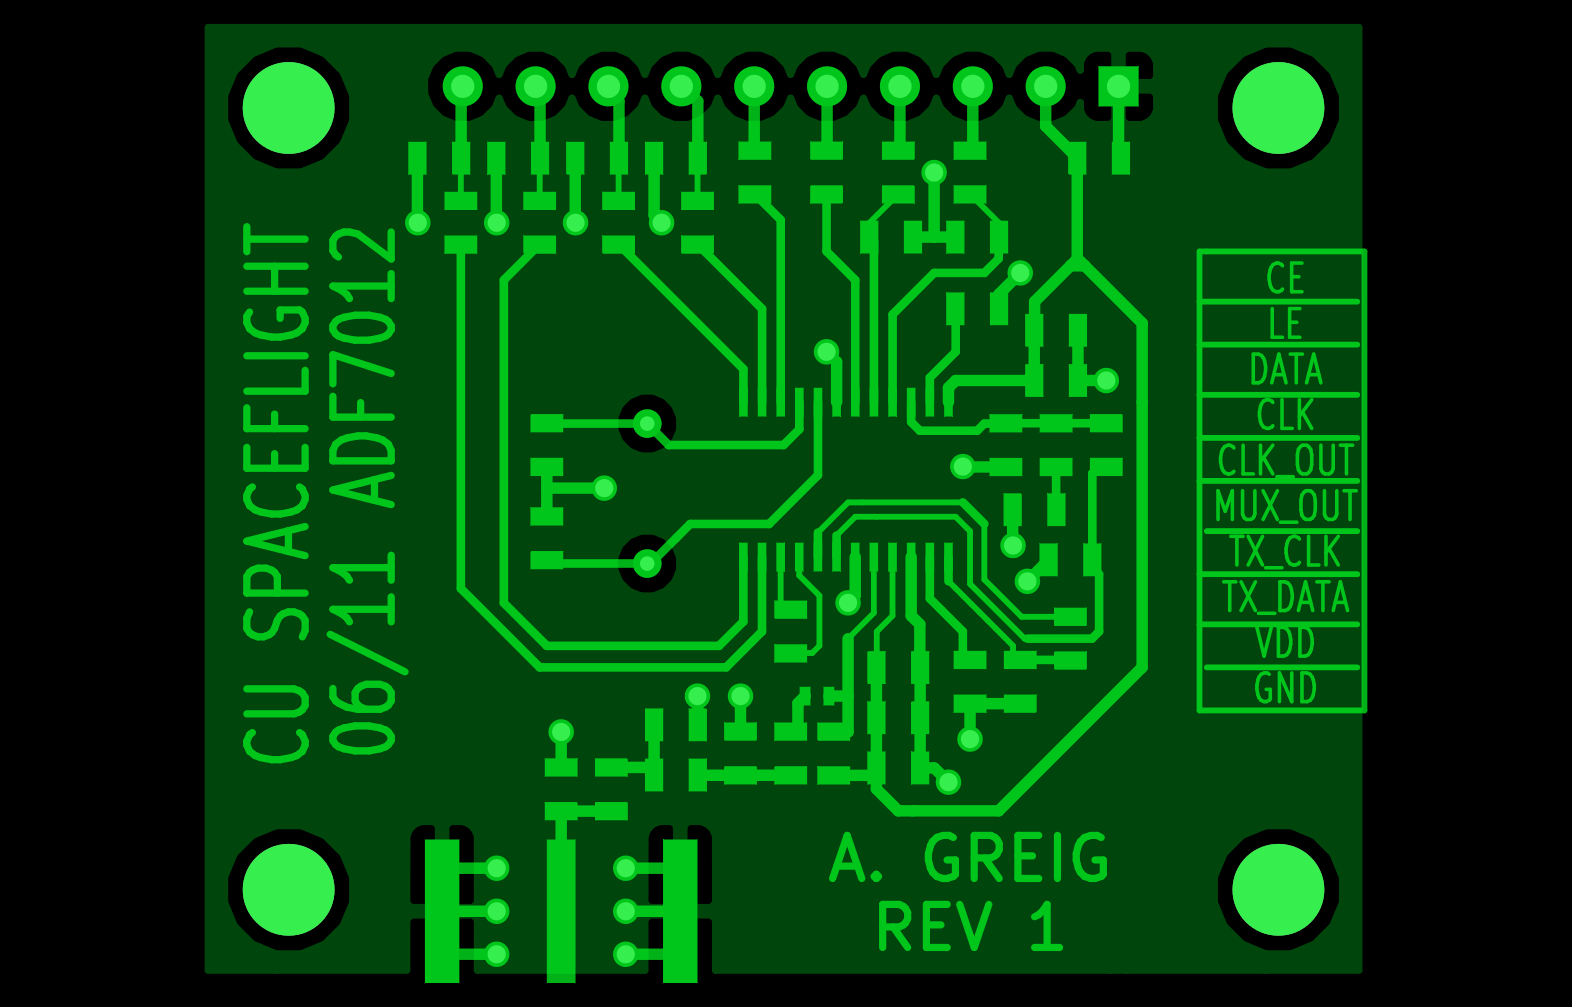 CU SPACEFLIGHT
06/11 ADF7012
CE
LE
DATA
CLK
CLK_OUT
MUX_OUT
TX_CLK
TX_DATA
VDD
GND
A. GREIG
REV 1